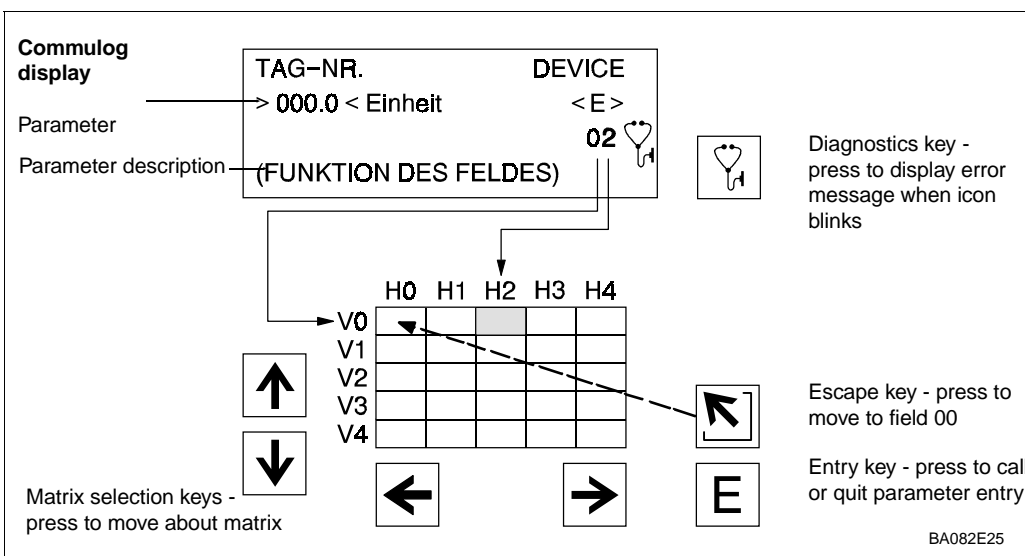 Commulog
display
Parameter
Parameter description
TAG-NR. DEVICE
> 000.0 < Einheit <E>
02
(FUNKTION DES FELDES)
Diagnostics key -
press to display error
message when icon
blinks
H0 H1 H2 H3 H4
V0
V1
V2
V3
V4
Escape key - press to
move to field 00
E
Entry key - press to call
or quit parameter entry
Matrix selection keys -
press to move about matrix
BA082E25